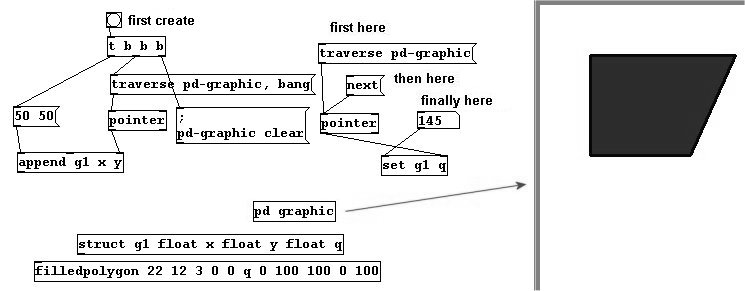 first create
t b b b
first here
traverse pd-graphic
traverse pd-graphic, bang
next
then here
finally here
50 50
pointer
;
pd-graphic clear
pointer
145
append g1 x y
set g1 q
pd graphic
struct g1 float x float y float q
filledpolygon 22 12 3 0 0 q 0 100 100 0 100